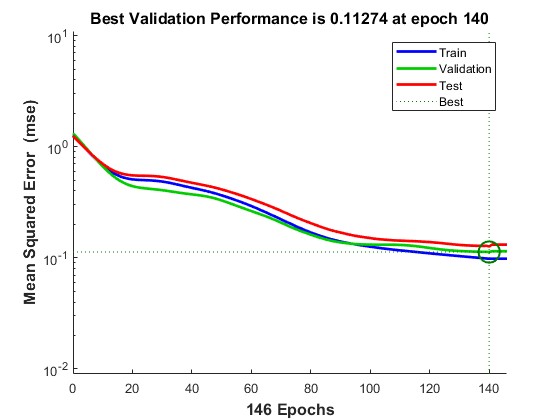 Best Validation Performance is 0.11274 at epoch 140
10^1
10^0
10^-1
10^-2
Mean Squared Error (mse)
Train
Validation
Test
Best
0 20 40 60 80 100 120 140
146 Epochs